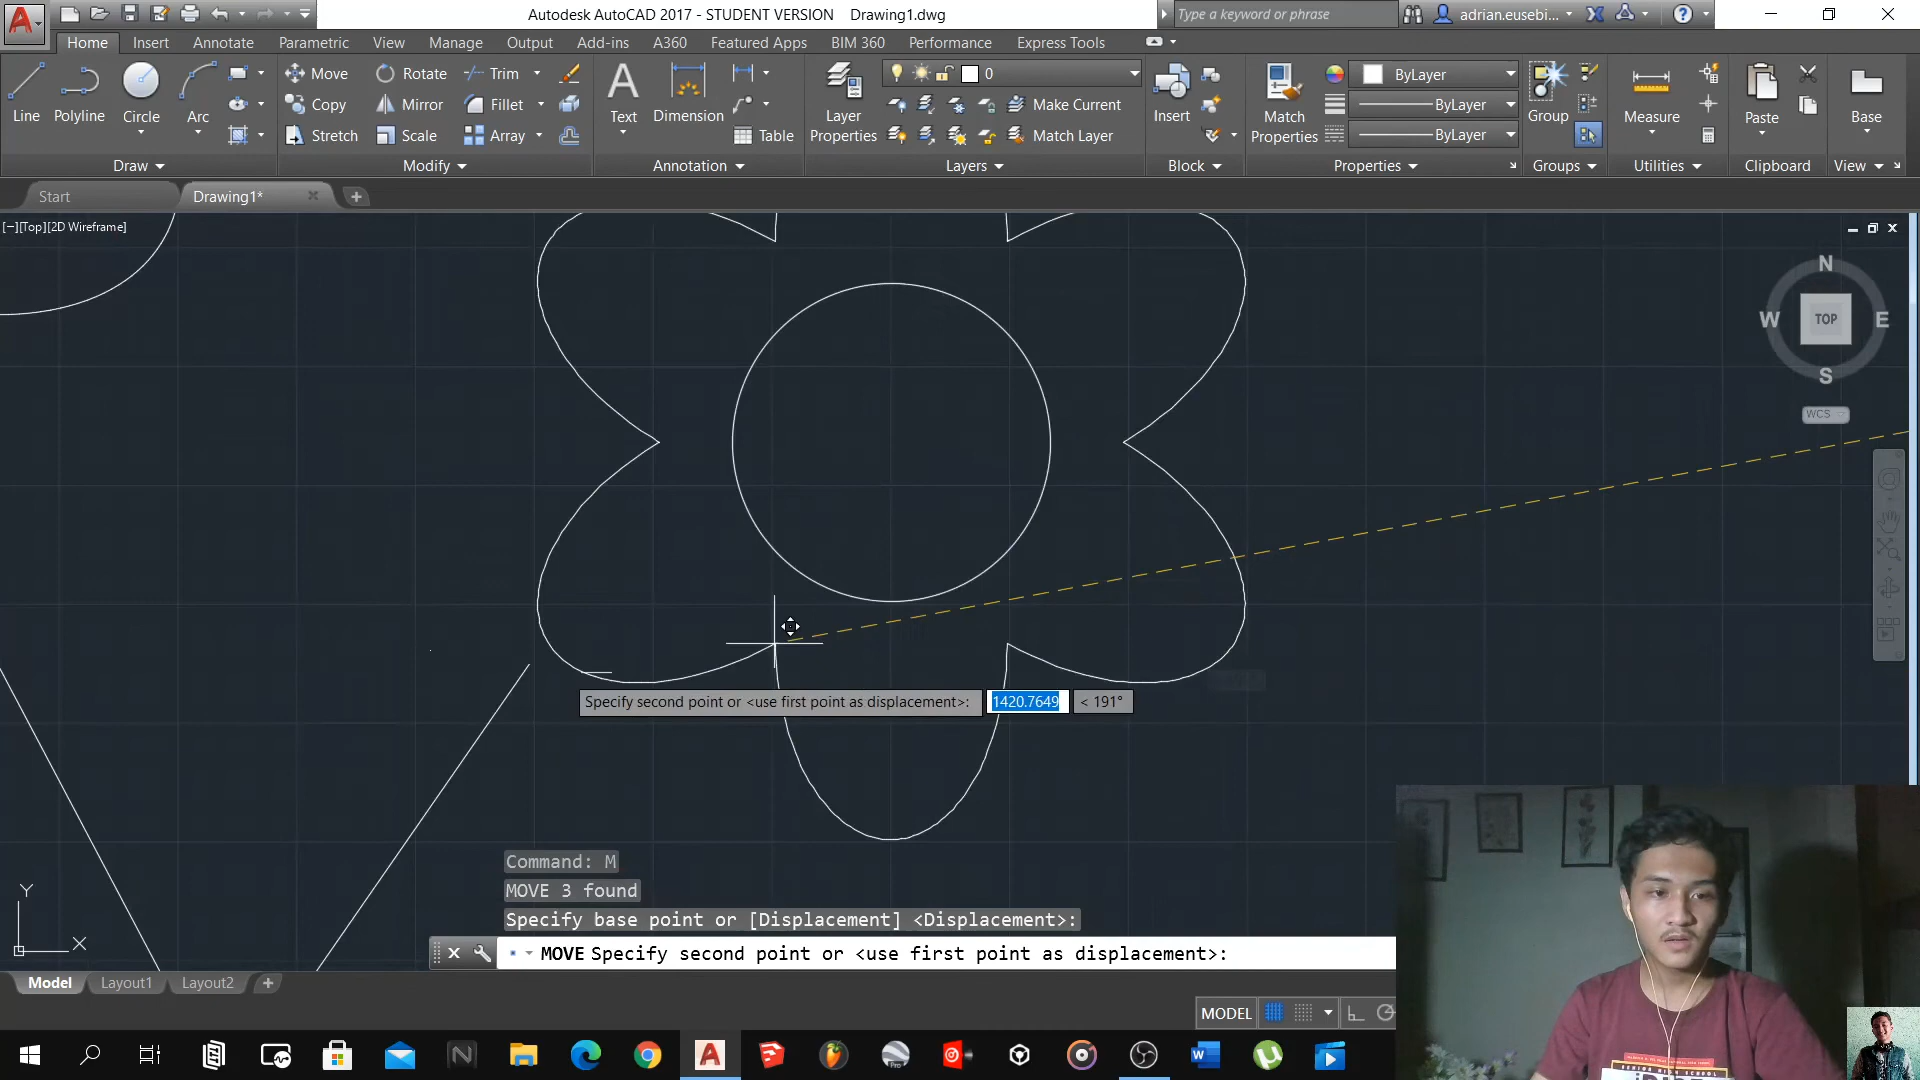 Autodesk AutoCAD 2017 - STUDENT VERSION    Drawing1.dwg
Type a keyword or phrase
adrian.eusebi...
Home Insert Annotate Parametric View Manage Output Add-ins A360 Featured Apps BIM 360 Performance Express Tools
Line Polyline Circle Arc
Move Rotate Trim
Copy Mirror Fillet
Stretch Scale Array
Text Dimension Table
Layer Properties
0
Make Current
Match Layer
Insert
Match Properties
ByLayer
ByLayer
ByLayer
Group
Measure
Paste
Base
Draw Modify Annotation Layers Block Properties Groups Utilities Clipboard View
Start Drawing1*
[−][Top][2D Wireframe]
N
W TOP E
S
WCS
Specify second point or <use first point as displacement>: 1420.7649 < 191°
Command: M
MOVE 3 found
Specify base point or [Displacement] <Displacement>:
MOVE Specify second point or <use first point as displacement>:
Y
X
Model Layout1 Layout2
MODEL